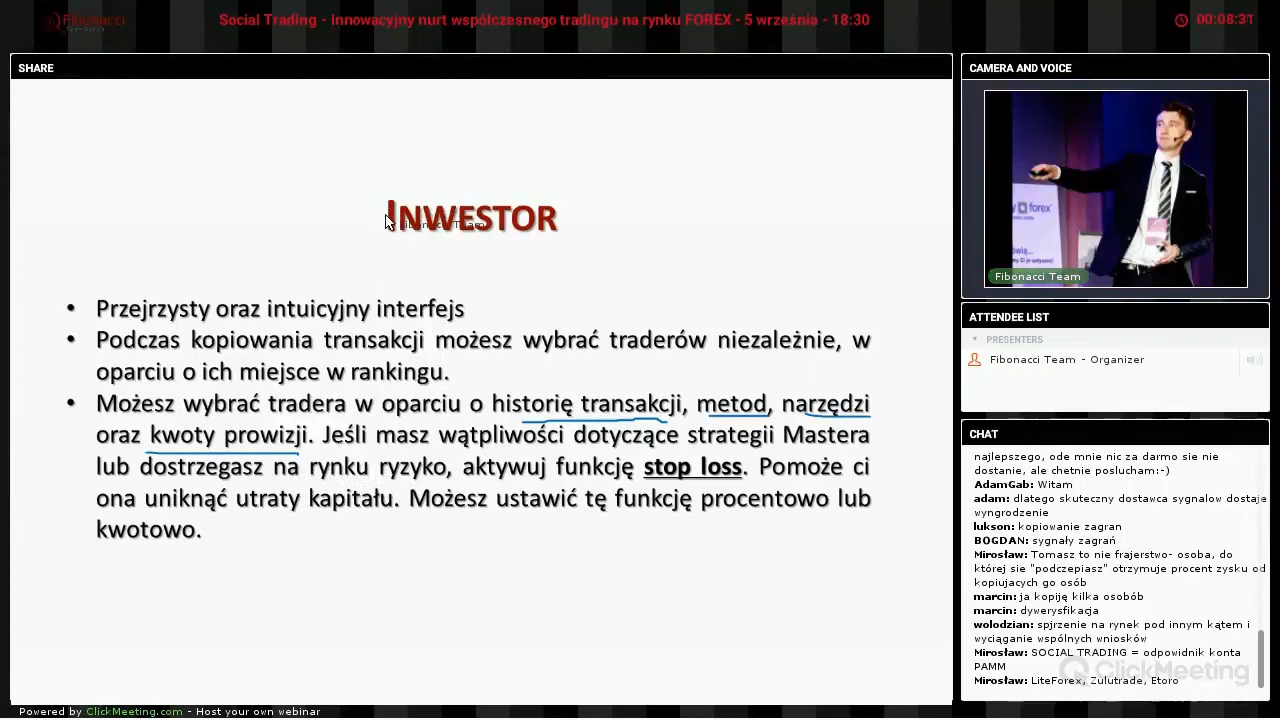 Fibonacci
Social Trading - innowacyjny nurt współczesnego tradingu na rynku FOREX - 5 września - 18:30
00:08:31
SHARE
INWESTOR
Fibonacci Team
• Przejrzysty oraz intuicyjny interfejs
• Podczas kopiowania transakcji możesz wybrać traderów niezależnie, w
oparciu o ich miejsce w rankingu.
• Możesz wybrać tradera w oparciu o historię transakcji, metod, narzędzi
oraz kwoty prowizji. Jeśli masz wątpliwości dotyczące strategii Mastera
lub dostrzegasz na rynku ryzyko, aktywuj funkcję stop loss. Pomoże ci
ona uniknąć utraty kapitału. Możesz ustawić tę funkcję procentowo lub
kwotowo.
CAMERA AND VOICE
forex
Fibonacci Team
ATTENDEE LIST
PRESENTERS
Fibonacci Team - Organizer
CHAT
najlepszego, ode mnie nic za darmo sie nie
dostanie, ale chetnie poslucham:-)
AdamGab: Witam
adam: dlatego skuteczny dostawca sygnalow dostaje
wyngrodzenie
lukson: kopiowanie zagran
BOGDAN: sygnały zagrań
Mirosław: Tomasz to nie frajerstwo- osoba, do
której sie "podczepiasz" otrzymuje procent zysku od
kopiujacych go osób
marcin: ja kopiję kilka osobób
marcin: dywersyfikacja
wolodzian: spjrzenie na rynek pod innym kątem i
wyciąganie wspólnych wniosków
Mirosław: SOCIAL TRADING = odpowidnik konta
PAMM
Mirosław: LiteForex, Zulutrade, Etoro
ClickMeeting
Powered by ClickMeeting.com - Host your own webinar